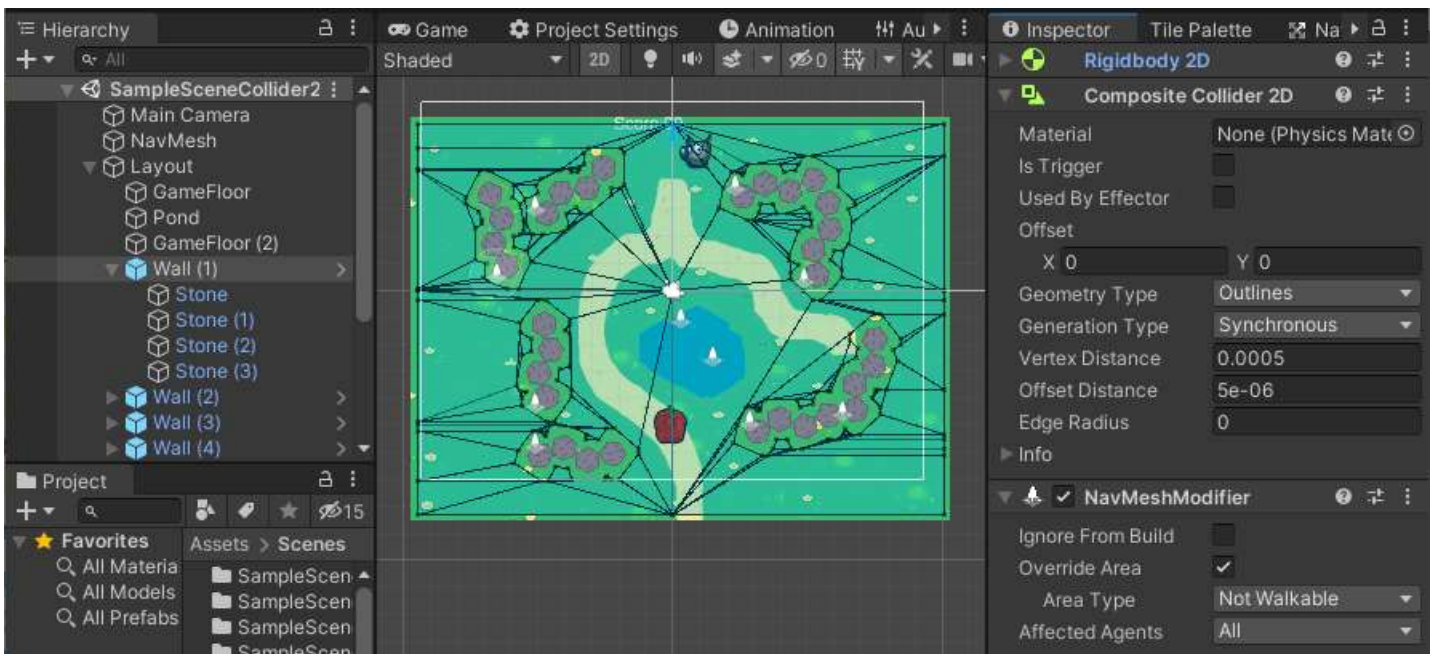 Hierarchy
All
SampleSceneCollider2
Main Camera
NavMesh
Layout
GameFloor
Pond
GameFloor (2)
Wall (1)
Stone
Stone (1)
Stone (2)
Stone (3)
Wall (2)
Wall (3)
Wall (4)
Project
15
Favorites
All Materia
All Models
All Prefabs
Assets > Scenes
SampleScen
SampleScen
SampleScen
SampleScen
Game
Project Settings
Animation
Au
Shaded
2D
0
Inspector
Tile Palette
Na
Rigidbody 2D
Composite Collider 2D
Material None (Physics Mate
Is Trigger
Used By Effector
Offset
X 0 Y 0
Geometry Type Outlines
Generation Type Synchronous
Vertex Distance 0.0005
Offset Distance 5e-06
Edge Radius 0
Info
NavMeshModifier
Ignore From Build
Override Area
Area Type Not Walkable
Affected Agents All